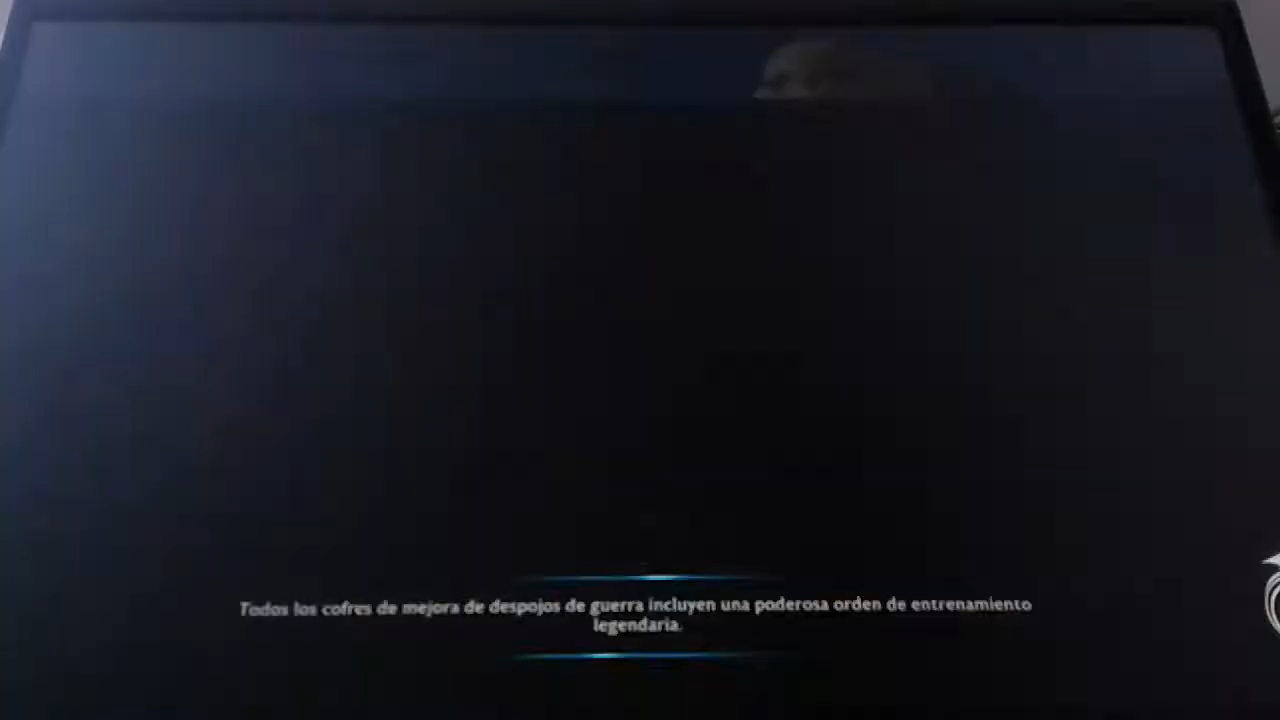 Todos los cofres de mejora de despojos de guerra incluyen una poderosa orden de entrenamiento
legendaria.